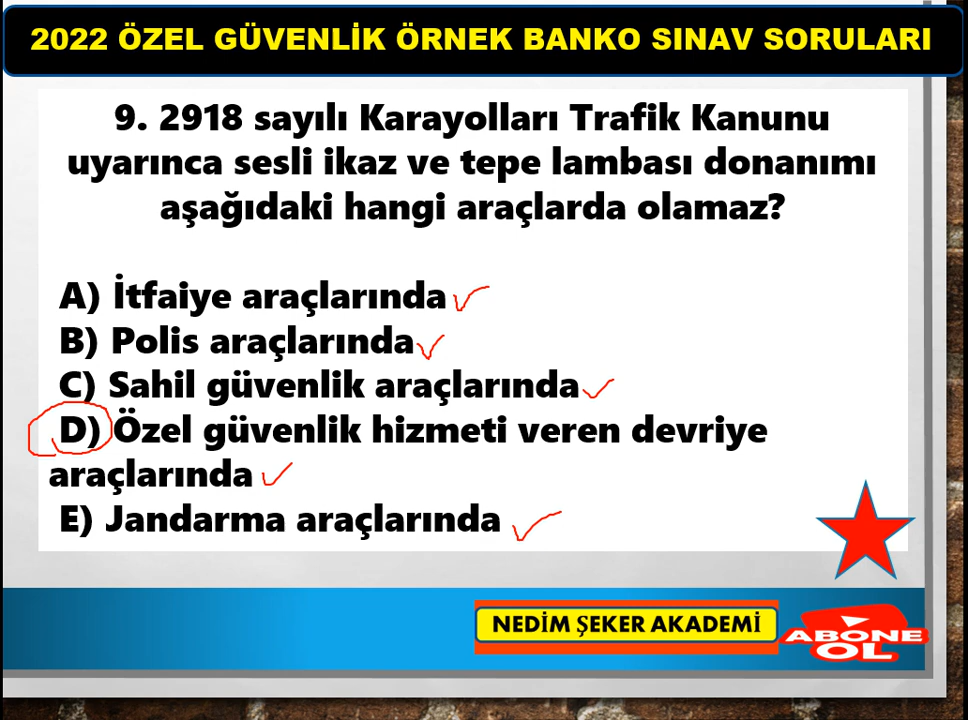 2022 ÖZEL GÜVENLİK ÖRNEK BANKO SINAV SORULARI
9. 2918 sayılı Karayolları Trafik Kanunu
uyarınca sesli ikaz ve tepe lambası donanımı
aşağıdaki hangi araçlarda olamaz?
A) İtfaiye araçlarında
B) Polis araçlarında
C) Sahil güvenlik araçlarında
D) Özel güvenlik hizmeti veren devriye
araçlarında
E) Jandarma araçlarında
NEDİM ŞEKER AKADEMİ
ABONE
OL